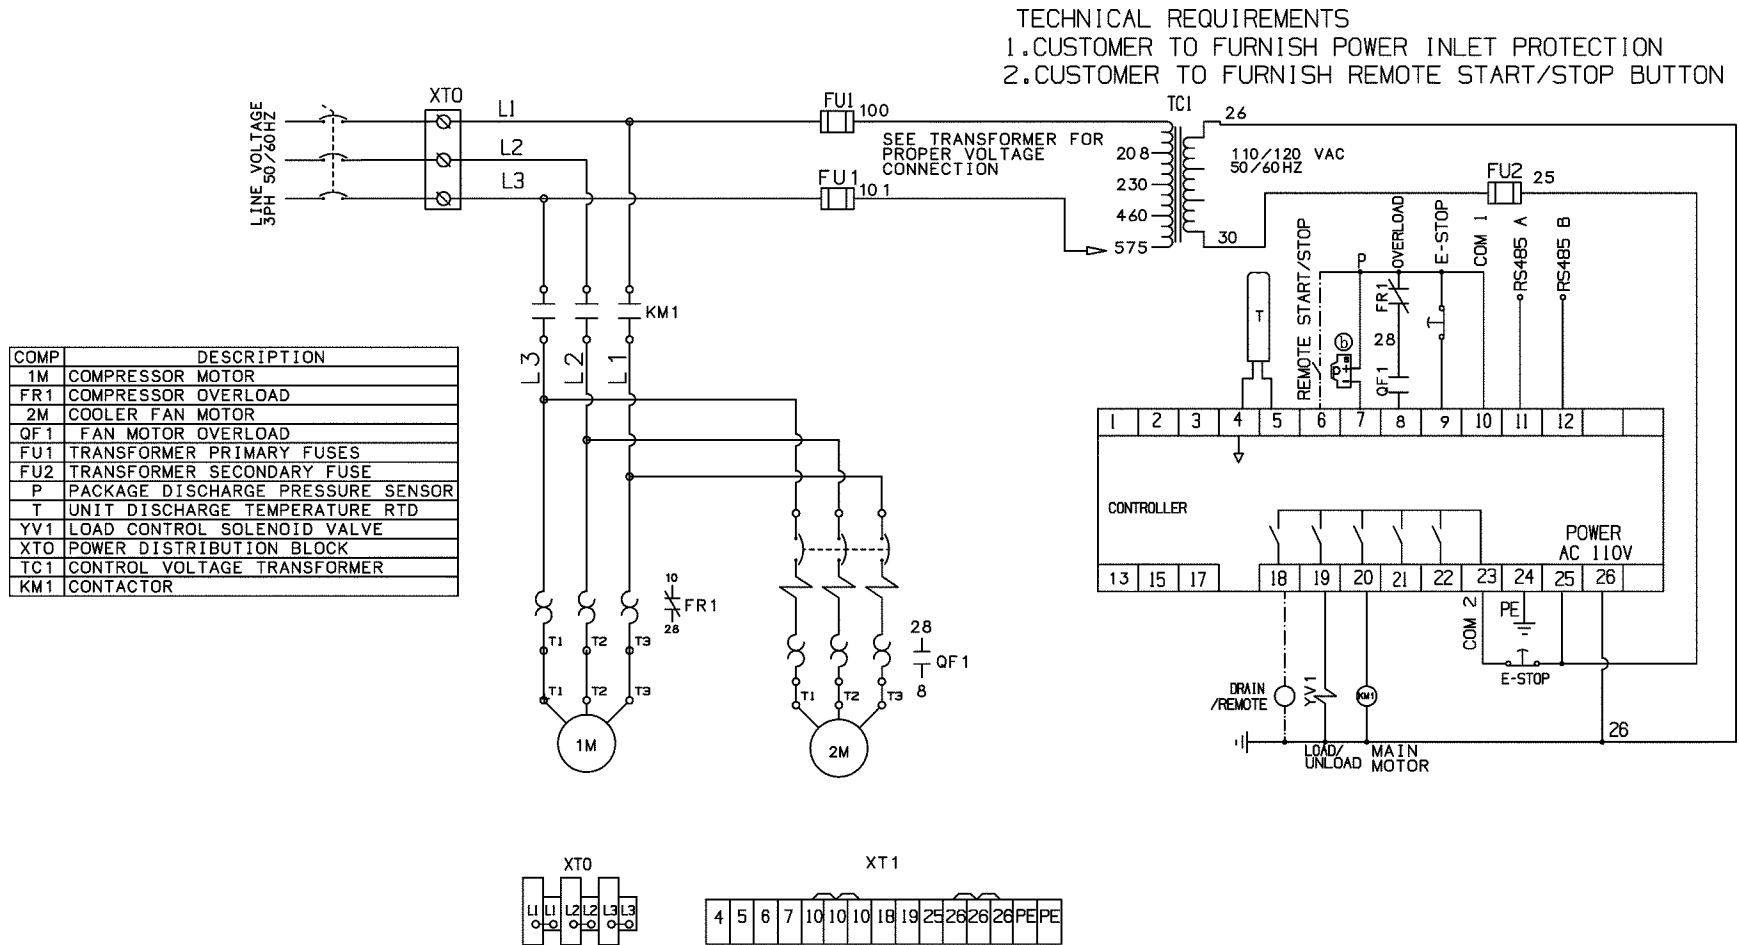 TECHNICAL REQUIREMENTS
1.CUSTOMER TO FURNISH POWER INLET PROTECTION
2.CUSTOMER TO FURNISH REMOTE START/STOP BUTTON
LINE VOLTAGE
3PH 50/60HZ
XT0
L1
L2
L3
FU1
100
FU1
101
SEE TRANSFORMER FOR
PROPER VOLTAGE
CONNECTION
TC1
208
230
460
575
26
110/120 VAC
50/60HZ
30
FU2
25
KM1
L3
L2
L1
COMP DESCRIPTION
1M COMPRESSOR MOTOR
FR1 COMPRESSOR OVERLOAD
2M COOLER FAN MOTOR
QF1 FAN MOTOR OVERLOAD
FU1 TRANSFORMER PRIMARY FUSES
FU2 TRANSFORMER SECONDARY FUSE
P PACKAGE DISCHARGE PRESSURE SENSOR
T UNIT DISCHARGE TEMPERATURE RTD
YV1 LOAD CONTROL SOLENOID VALVE
XT0 POWER DISTRIBUTION BLOCK
TC1 CONTROL VOLTAGE TRANSFORMER
KM1 CONTACTOR
T
REMOTE START/STOP
P
b
P
+
OVERLOAD
FR1
28
QF1
E-STOP
COM 1
RS485 A
RS485 B
1 2 3 4 5 6 7 8 9 10 11 12
CONTROLLER
POWER
AC 110V
13 15 17 18 19 20 21 22 23 24 25 26
10
FR1
28
T1 T2 T3
T1 T2 T3
1M
28
QF1
8
T1 T2 T3
2M
COM 2
PE
E-STOP
DRAIN
/REMOTE
YV1
KM1
26
LOAD/
UNLOAD
MAIN
MOTOR
XT0
L1 L1 L2 L2 L3 L3
XT1
4 5 6 7 10 10 10 18 19 25 26 26 26 PE PE